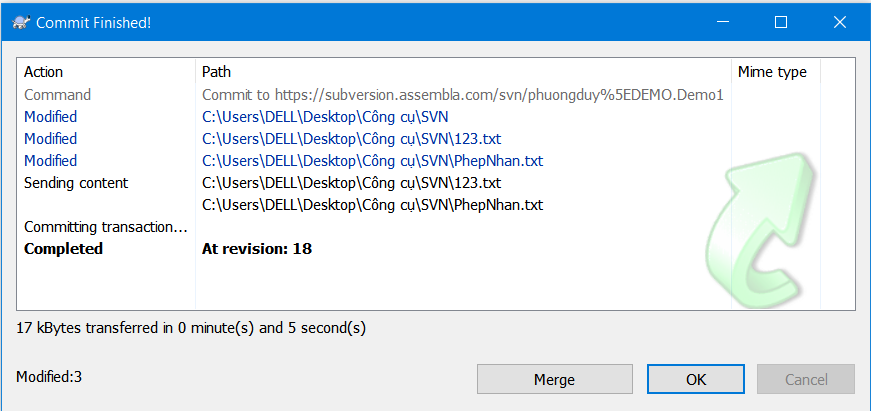 Commit Finished!
Action Path Mime type
Command Commit to https://subversion.assembla.com/svn/phuongduy%5EDEMO.Demo1
Modified C:\Users\DELL\Desktop\Công cụ\SVN
Modified C:\Users\DELL\Desktop\Công cụ\SVN\123.txt
Modified C:\Users\DELL\Desktop\Công cụ\SVN\PhepNhan.txt
Sending content C:\Users\DELL\Desktop\Công cụ\SVN\123.txt
C:\Users\DELL\Desktop\Công cụ\SVN\PhepNhan.txt
Committing transaction...
Completed At revision: 18
17 kBytes transferred in 0 minute(s) and 5 second(s)
Modified:3 Merge OK Cancel